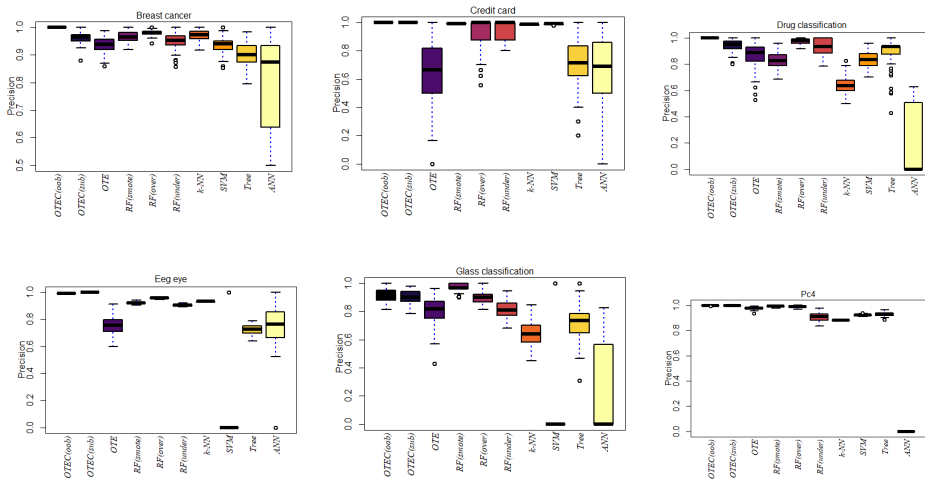 Breast cancer
Precision
0.5 0.6 0.7 0.8 0.9 1.0
OTEC(oob) OTEC(sub) OTE RF(smote) RF(over) RF(under) k-NN SVM Tree ANN
Credit card
Precision
0.0 0.2 0.4 0.6 0.8 1.0
OTEC(oob) OTEC(sub) OTE RF(smote) RF(over) RF(under) k-NN SVM Tree ANN
Drug classification
Precision
0.0 0.2 0.4 0.6 0.8 1.0
OTEC(oob) OTEC(sub) OTE RF(smote) RF(over) RF(under) k-NN SVM Tree ANN
Eeg eye
Precision
0.0 0.2 0.4 0.6 0.8 1.0
OTEC(oob) OTEC(sub) OTE RF(smote) RF(over) RF(under) k-NN SVM Tree ANN
Glass classification
Precision
0.0 0.2 0.4 0.6 0.8 1.0
OTEC(oob) OTEC(sub) OTE RF(smote) RF(over) RF(under) k-NN SVM Tree ANN
Pc4
Precision
0.0 0.2 0.4 0.6 0.8 1.0
OTEC(oob) OTEC(sub) OTE RF(smote) RF(over) RF(under) k-NN SVM Tree ANN